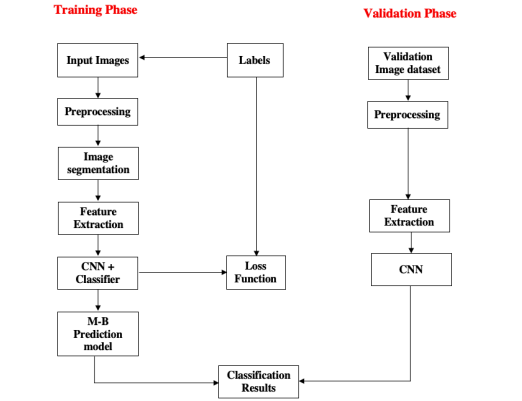 Training Phase
Validation Phase
Input Images
Labels
Validation
Image dataset
Preprocessing
Preprocessing
Image
segmentation
Feature
Extraction
Feature
Extraction
CNN +
Classifier
Loss
Function
CNN
M-B
Prediction
model
Classification
Results